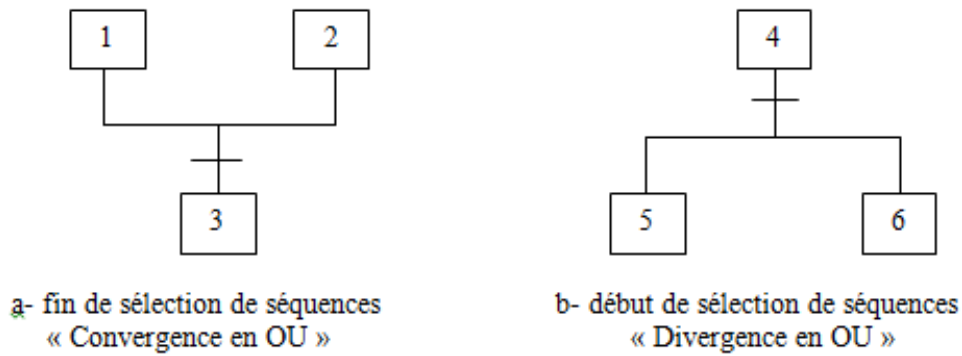 1
2
3
a- fin de sélection de séquences
« Convergence en OU »
4
5
6
b- début de sélection de séquences
« Divergence en OU »